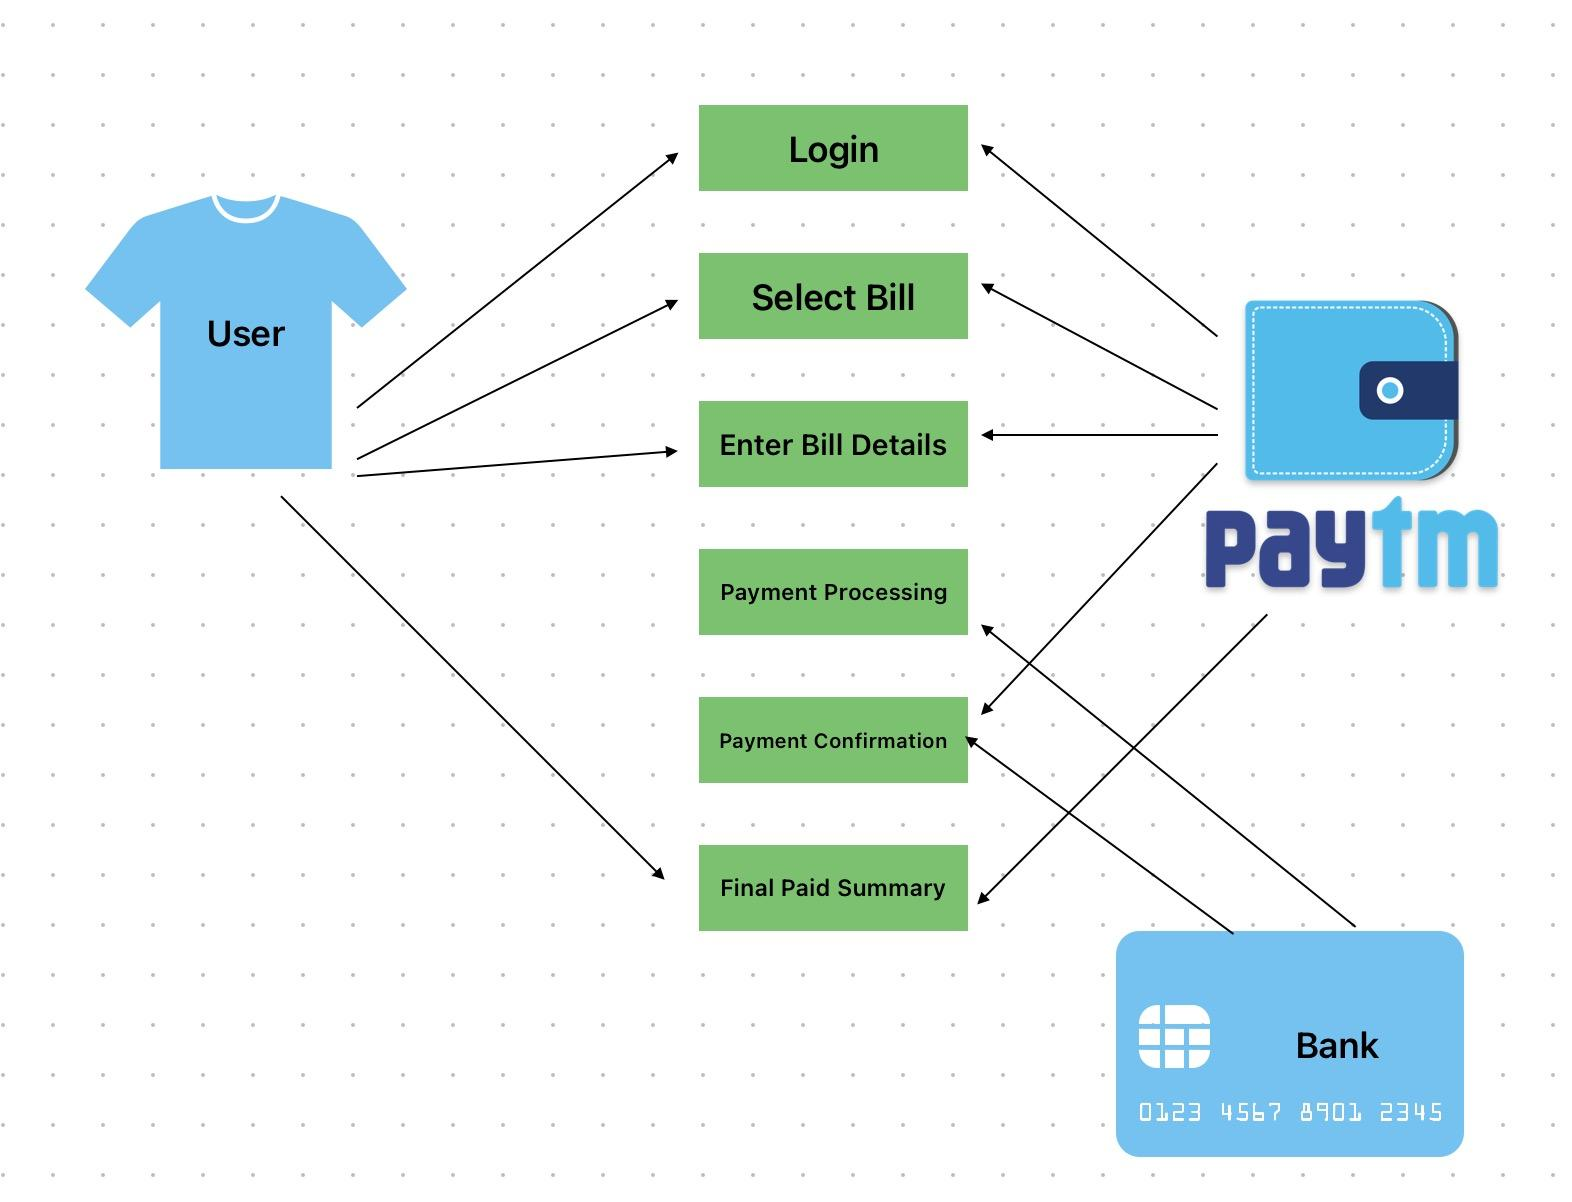 Login
Select Bill
User
Enter Bill Details
paytm
Payment Processing
Payment Confirmation
Final Paid Summary
Bank
0123 4567 8901 2345